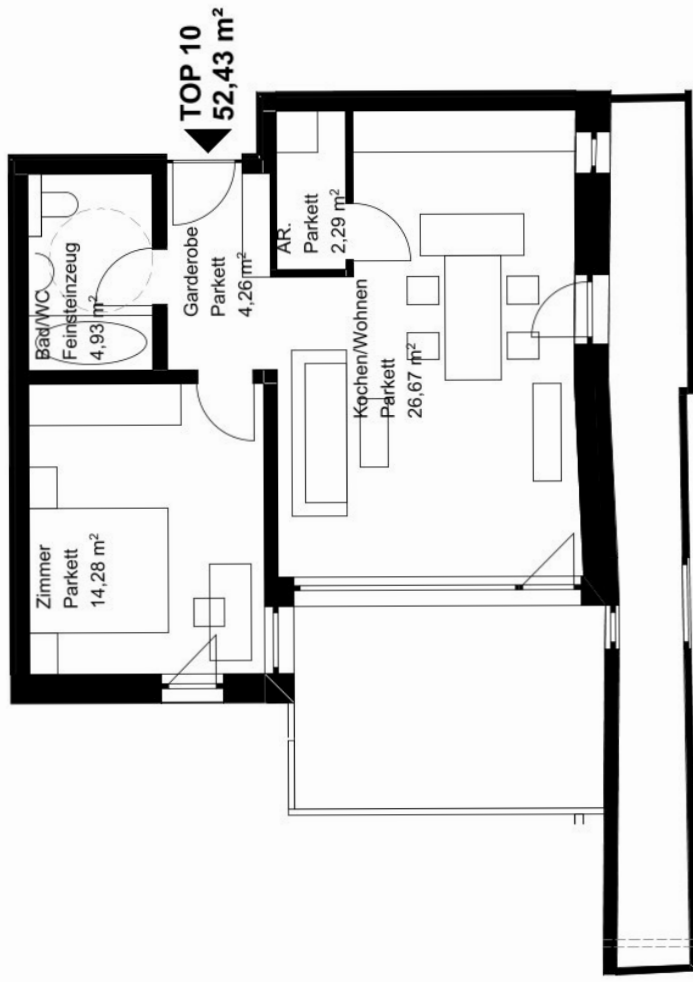 TOP 10
52,43 m²
Bad/WC
Feinsteinzeug
4,93 m²
Garderobe
Parkett
4,26 m²
AR.
Parkett
2,29 m²
Kochen/Wohnen
Parkett
26,67 m²
Zimmer
Parkett
14,28 m²